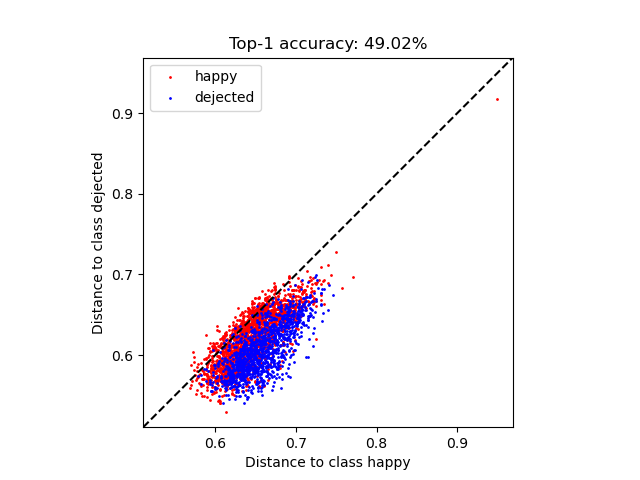 Top-1 accuracy: 49.02%
happy
dejected
0.9
0.8
0.7
0.6
Distance to class dejected
0.6 0.7 0.8 0.9
Distance to class happy